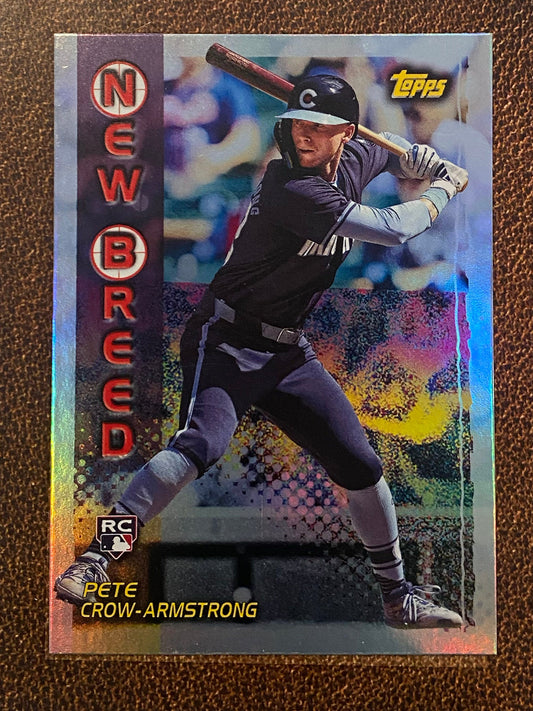 NEW BREED
Topps
C
RC
PETE
CROW-ARMSTRONG